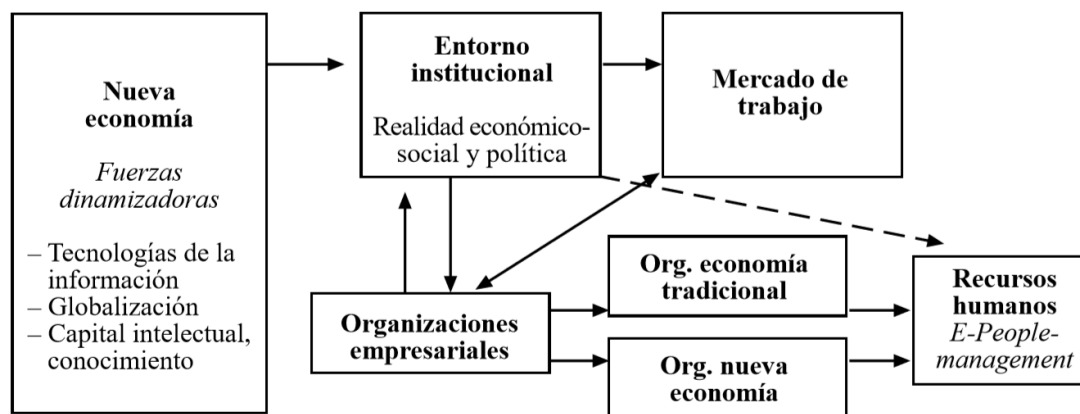 Nueva
economía
Fuerzas
dinamizadoras
– Tecnologías de la
información
– Globalización
– Capital intelectual,
conocimiento
Entorno
institucional
Realidad económico-
social y política
Mercado de
trabajo
Organizaciones
empresariales
Org. economía
tradicional
Org. nueva
economía
Recursos
humanos
E-People-
management